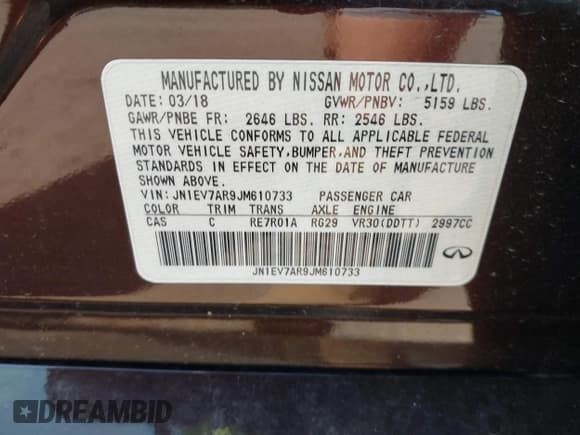 MANUFACTURED BY NISSAN MOTOR CO.,LTD.
DATE: 03/18 GVWR/PNBV: 5159 LBS.
GAWR/PNBE FR: 2646 LBS. RR: 2546 LBS.
THIS VEHICLE CONFORMS TO ALL APPLICABLE FEDERAL
MOTOR VEHICLE SAFETY,BUMPER,AND THEFT PREVENTION
STANDARDS IN EFFECT ON THE DATE OF MANUFACTURE
SHOWN ABOVE.
VIN: JN1EV7AR9JM610733 PASSENGER CAR
COLOR TRIM TRANS AXLE ENGINE
CAS C RE7R01A RG29 VR30(DDTT) 2997CC
JN1EV7AR9JM610733
DREAMBID